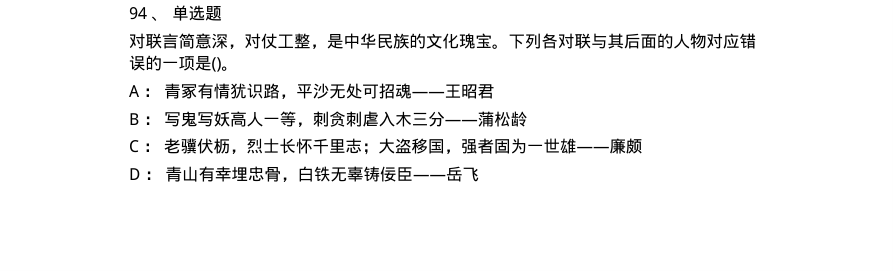 94 、 单选题
对联言简意深，对仗工整，是中华民族的文化瑰宝。下列各对联与其后面的人物对应错
误的一项是()。
A ： 青冢有情犹识路，平沙无处可招魂——王昭君
B ： 写鬼写妖高人一等，刺贪刺虐入木三分——蒲松龄
C ： 老骥伏枥，烈士长怀千里志；大盗移国，强者固为一世雄——廉颇
D ： 青山有幸埋忠骨，白铁无辜铸佞臣——岳飞